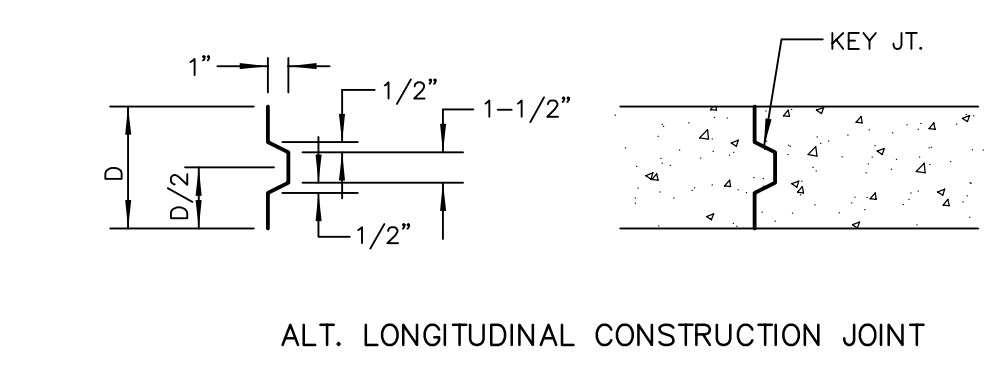 KEY JT.
1”
1/2”
1-1/2”
D
D/2
1/2”
ALT. LONGITUDINAL CONSTRUCTION JOINT